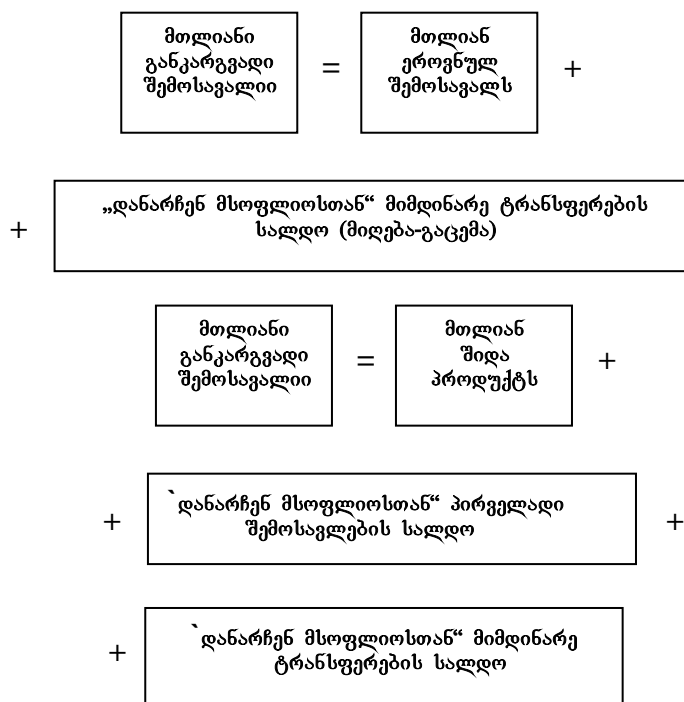 მთლიანი
განკარგვადი
შემოსავალიი
=
მთლიან
ეროვნულ
შემოსავალს
+
+
„დანარჩენ მსოფლიოსთან“ მიმდინარე ტრანსფერების
სალდო (მიღება-გაცემა)
მთლიანი
განკარგვადი
შემოსავალიი
=
მთლიან
შიდა
პროდუქტს
+
+
`დანარჩენ მსოფლიოსთან“ პირველადი
შემოსავლების სალდო
+
+
`დანარჩენ მსოფლიოსთან“ მიმდინარე
ტრანსფერების სალდო